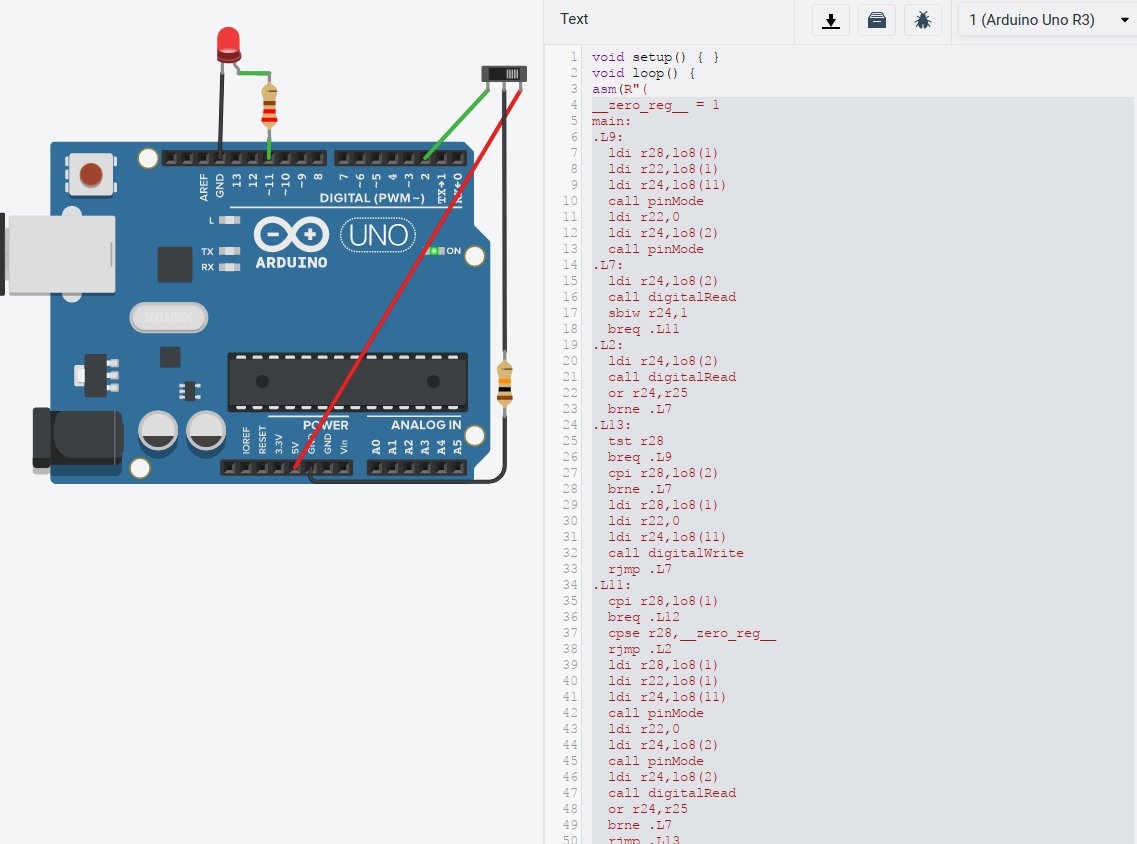 Text
1 (Arduino Uno R3)
AREF
GND
13
12
~11
~10
~9
8
7
~6
~5
4
~3
2
TX→1
DIGITAL (PWM~)
L
TX
RX
ARDUINO
UNO
ON
POWER
ANALOG IN
IOREF
RESET
3.3V
5V
GND
GND
Vin
A0
A1
A2
A3
A4
A5
1 void setup() { }
2 void loop() {
3 asm(R"(
4 __zero_reg__ = 1
5 main:
6 .L9:
7 ldi r28,lo8(1)
8 ldi r22,lo8(1)
9 ldi r24,lo8(11)
10 call pinMode
11 ldi r22,0
12 ldi r24,lo8(2)
13 call pinMode
14 .L7:
15 ldi r24,lo8(2)
16 call digitalRead
17 sbiw r24,1
18 breq .L11
19 .L2:
20 ldi r24,lo8(2)
21 call digitalRead
22 or r24,r25
23 brne .L7
24 .L13:
25 tst r28
26 breq .L9
27 cpi r28,lo8(2)
28 brne .L7
29 ldi r28,lo8(1)
30 ldi r22,0
31 ldi r24,lo8(11)
32 call digitalWrite
33 rjmp .L7
34 .L11:
35 cpi r28,lo8(1)
36 breq .L12
37 cpse r28,__zero_reg__
38 rjmp .L2
39 ldi r28,lo8(1)
40 ldi r22,lo8(1)
41 ldi r24,lo8(11)
42 call pinMode
43 ldi r22,0
44 ldi r24,lo8(2)
45 call pinMode
46 ldi r24,lo8(2)
47 call digitalRead
48 or r24,r25
49 brne .L7
50 rjmp .L13